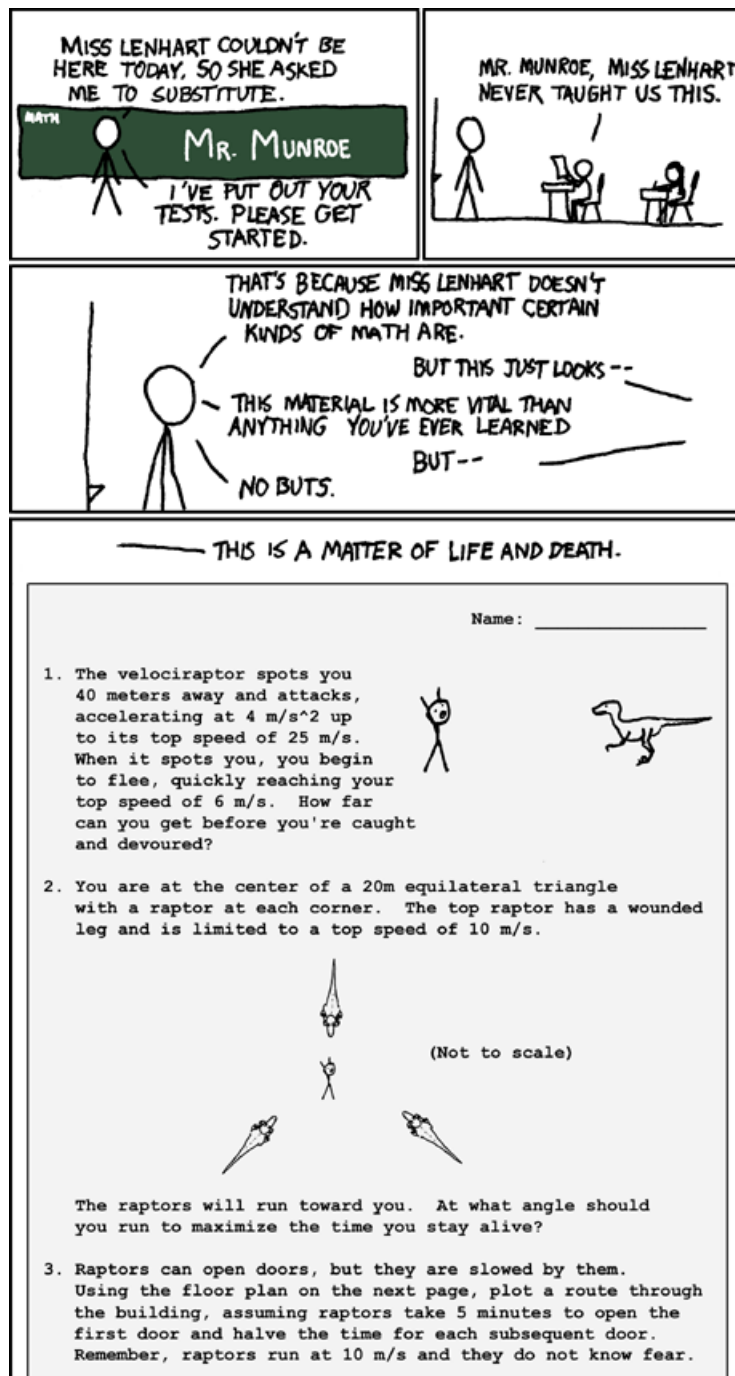 MISS LENHART COULDN'T BE
HERE TODAY, SO SHE ASKED
ME TO SUBSTITUTE.
MATH
MR. MUNROE
I'VE PUT OUT YOUR
TESTS. PLEASE GET
STARTED.
MR. MUNROE, MISS LENHART
NEVER TAUGHT US THIS.
THAT'S BECAUSE MISS LENHART DOESN'T
UNDERSTAND HOW IMPORTANT CERTAIN
KINDS OF MATH ARE.
BUT THIS JUST LOOKS --
THIS MATERIAL IS MORE VITAL THAN
ANYTHING YOU'VE EVER LEARNED
BUT--
NO BUTS.
THIS IS A MATTER OF LIFE AND DEATH.
Name: ________________
1. The velociraptor spots you
40 meters away and attacks,
accelerating at 4 m/s^2 up
to its top speed of 25 m/s.
When it spots you, you begin
to flee, quickly reaching your
top speed of 6 m/s. How far
can you get before you're caught
and devoured?
2. You are at the center of a 20m equilateral triangle
with a raptor at each corner. The top raptor has a wounded
leg and is limited to a top speed of 10 m/s.
(Not to scale)
The raptors will run toward you. At what angle should
you run to maximize the time you stay alive?
3. Raptors can open doors, but they are slowed by them.
Using the floor plan on the next page, plot a route through
the building, assuming raptors take 5 minutes to open the
first door and halve the time for each subsequent door.
Remember, raptors run at 10 m/s and they do not know fear.